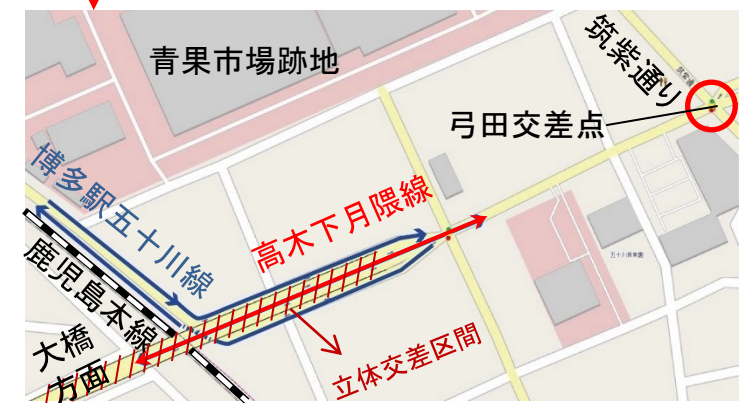 青果市場跡地
筑紫通り
弓田交差点
博多駅五十川線
高木下月隈線
鹿児島本線
大橋
方面
立体交差区間